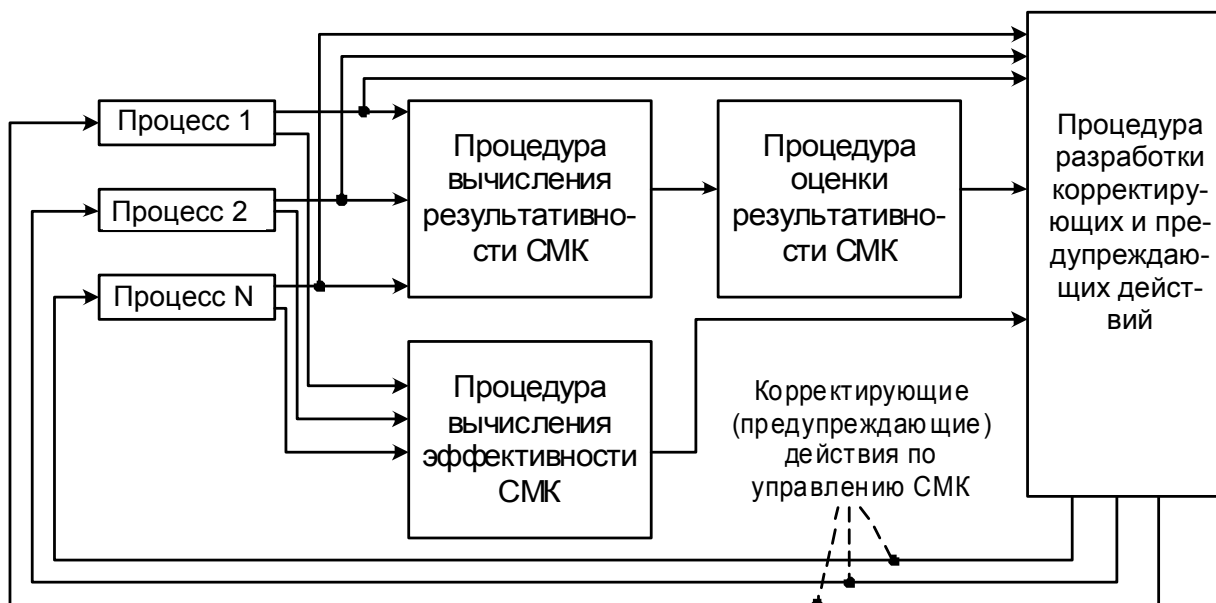 Процесс 1
Процесс 2
Процесс N
Процедура
вычисления
результативно-
сти СМК
Процедура
оценки
результативно-
сти СМК
Процедура
разработки
корректирую-
ющих и пре-
дупреждаю-
щих дейст-
вий
Процедура
вычисления
эффективности
СМК
Корректирующие
(предупреждающие)
действия по
управлению СМК